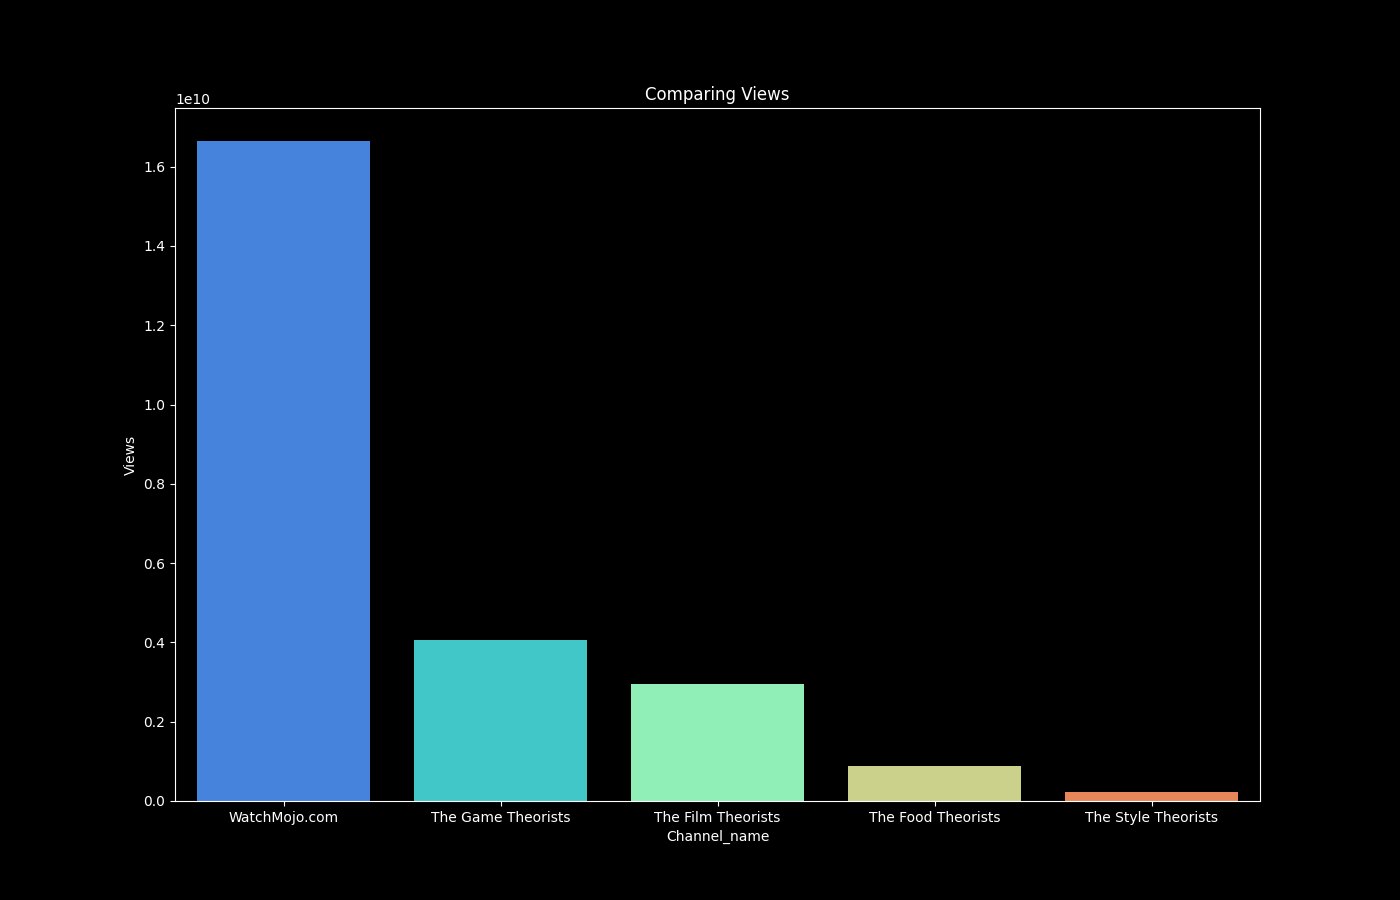 Comparing Views
1e10
1.6
1.4
1.2
1.0
0.8
0.6
0.4
0.2
0.0
Views
WatchMojo.com The Game Theorists The Film Theorists The Food Theorists The Style Theorists
Channel_name